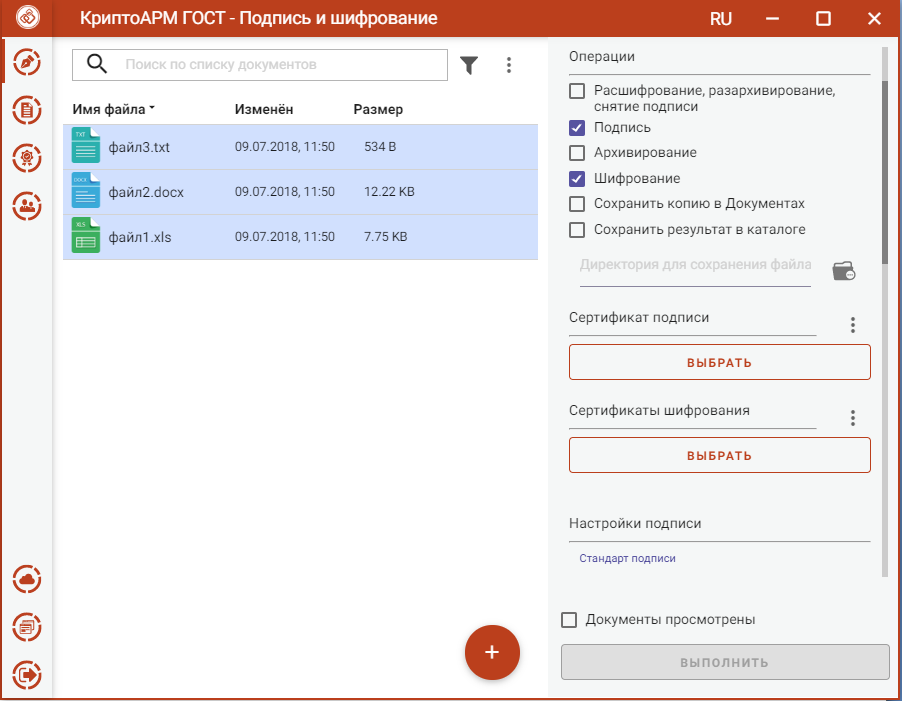 КриптоАРМ ГОСТ - Подпись и шифрование RU
Поиск по списку документов
Имя файла Изменён Размер
TXT
файл3.txt 09.07.2018, 11:50 534 B
DOCX
файл2.docx 09.07.2018, 11:50 12.22 KB
XLS
файл1.xls 09.07.2018, 11:50 7.75 KB
Операции
Расшифрование, разархивирование,
снятие подписи
Подпись
Архивирование
Шифрование
Сохранить копию в Документах
Сохранить результат в каталоге
Директория для сохранения файла
Сертификат подписи
ВЫБРАТЬ
Сертификаты шифрования
ВЫБРАТЬ
Настройки подписи
Стандарт подписи
Документы просмотрены
ВЫПОЛНИТЬ